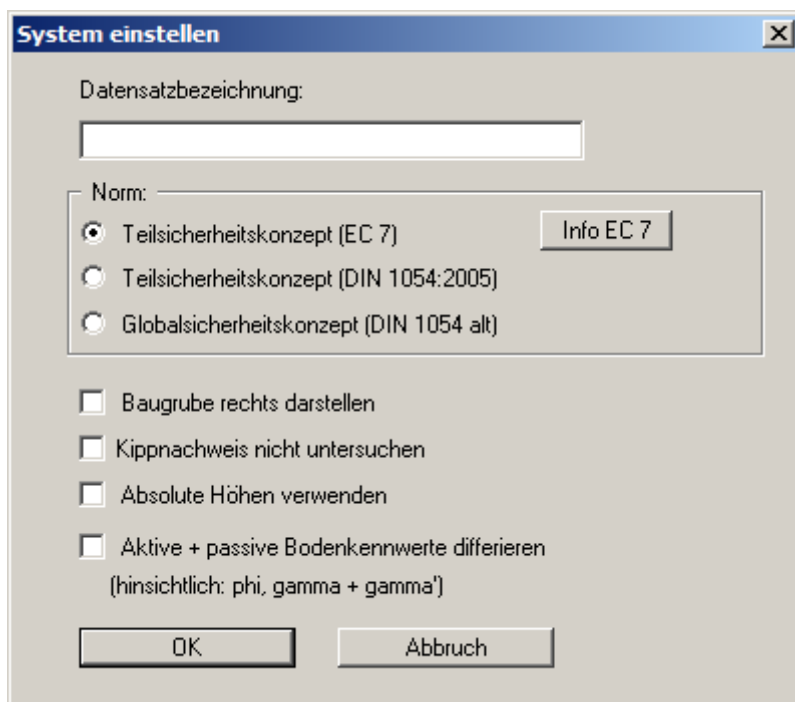 System einstellen
Datensatzbezeichnung:
Norm:
Teilsicherheitskonzept (EC 7)
Info EC 7
Teilsicherheitskonzept (DIN 1054:2005)
Globalsicherheitskonzept (DIN 1054 alt)
Baugrube rechts darstellen
Kippnachweis nicht untersuchen
Absolute Höhen verwenden
Aktive + passive Bodenkennwerte differieren
(hinsichtlich: phi, gamma + gamma')
OK
Abbruch